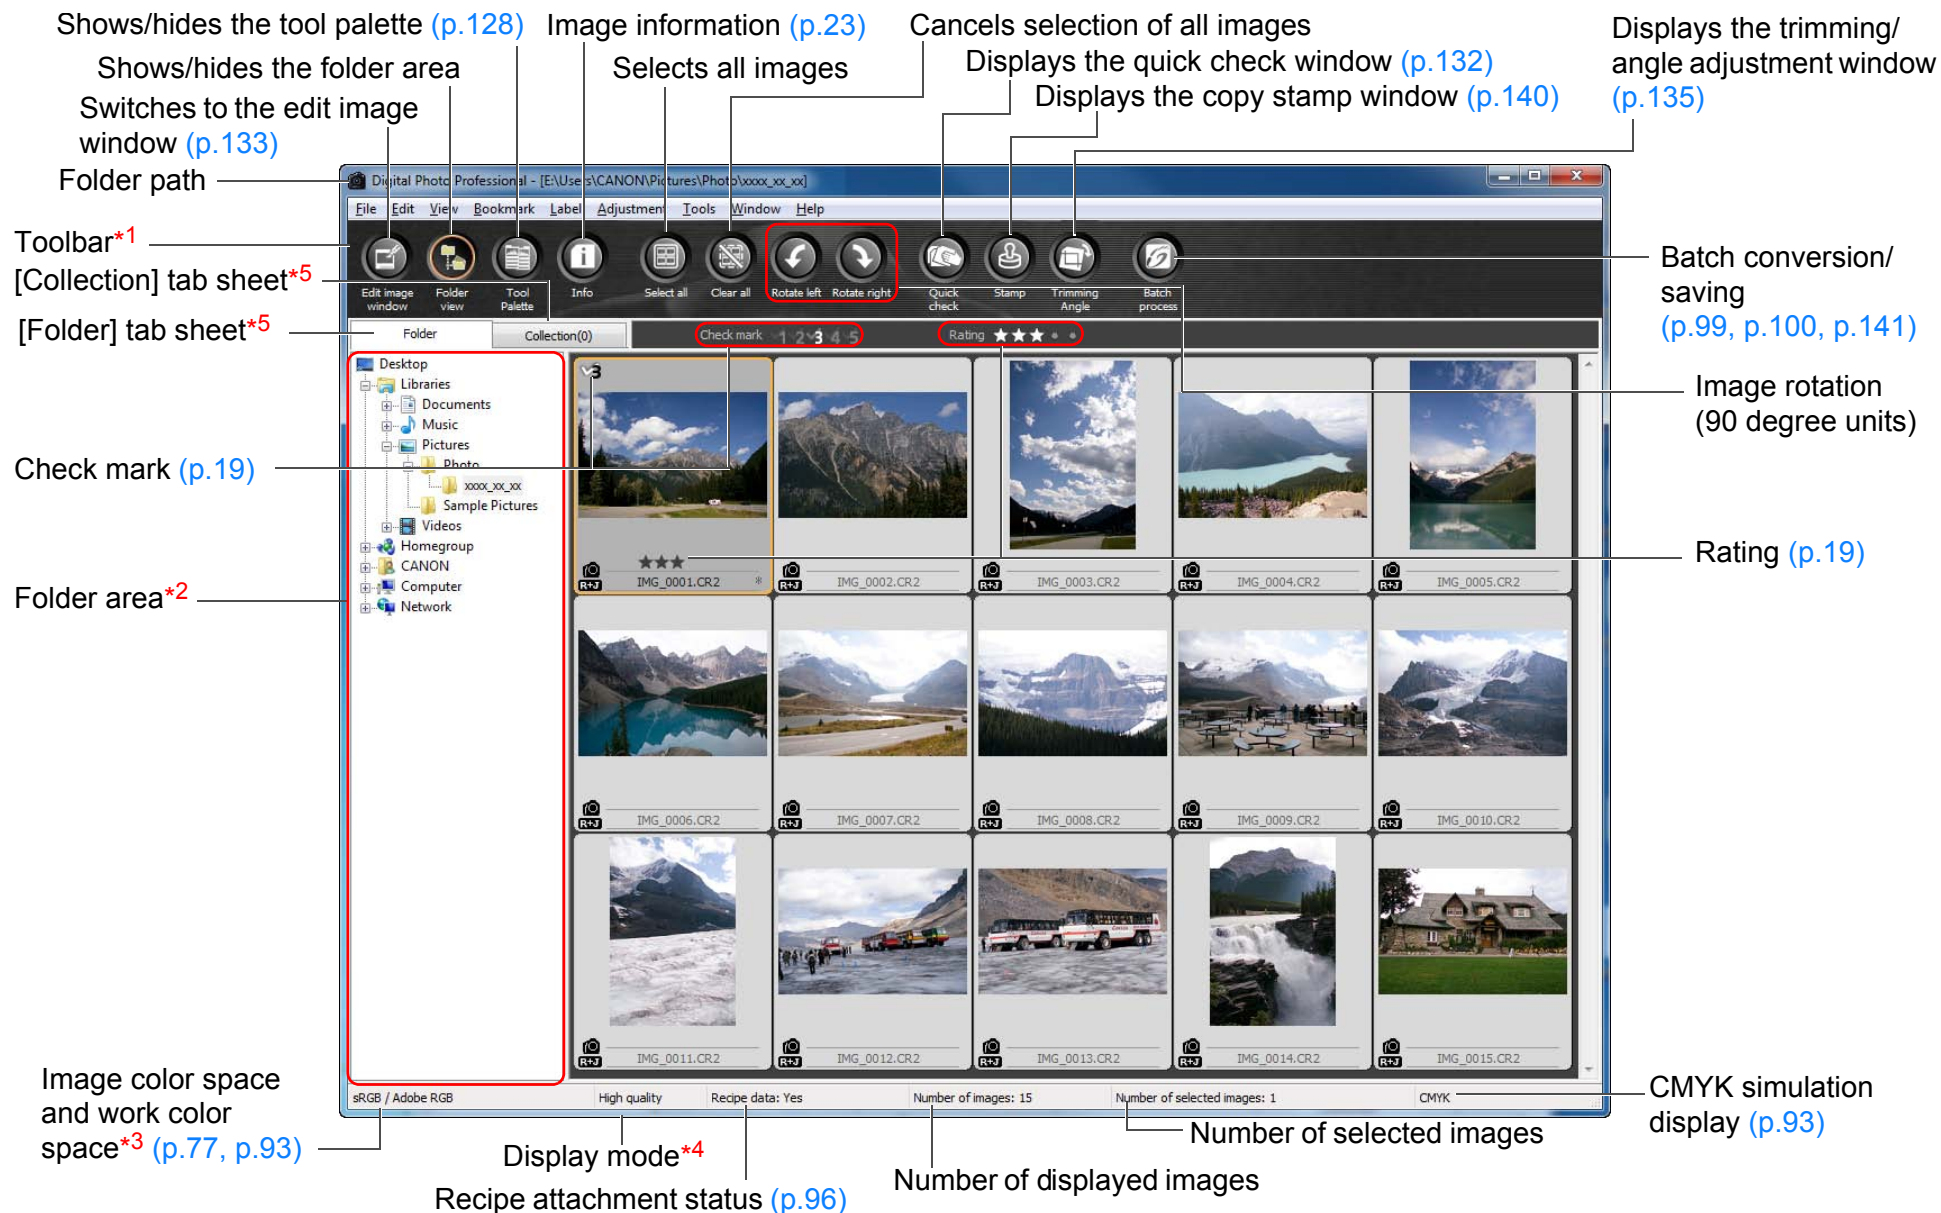 Shows/hides the tool palette (p.128)
Image information (p.23)
Cancels selection of all images
Displays the trimming/
angle adjustment window
(p.135)
Shows/hides the folder area
Selects all images
Displays the quick check window (p.132)
Switches to the edit image
window (p.133)
Displays the copy stamp window (p.140)
Folder path
Digital Photo Professional - [E:\Users\CANON\Pictures\Photo\xxxx_xx_xx]
File Edit View Bookmark Label Adjustment Tools Window Help
Toolbar*1
[Collection] tab sheet*5
[Folder] tab sheet*5
Edit image
window
Folder
view
Tool
Palette
Info
Select all
Clear all
Rotate left
Rotate right
Quick
check
Stamp
Trimming
Angle
Batch
process
Batch conversion/
saving
(p.99, p.100, p.141)
Folder
Collection(0)
Check mark 1 2 3 4 5
Rating
Image rotation
(90 degree units)
Desktop
Libraries
Documents
Music
Pictures
Photo
xxxx_xx_xx
Sample Pictures
Videos
Homegroup
CANON
Computer
Network
Check mark (p.19)
Rating (p.19)
Folder area*2
3
R+J IMG_0001.CR2 *
R+J IMG_0002.CR2
R+J IMG_0003.CR2
R+J IMG_0004.CR2
R+J IMG_0005.CR2
R+J IMG_0006.CR2
R+J IMG_0007.CR2
R+J IMG_0008.CR2
R+J IMG_0009.CR2
R+J IMG_0010.CR2
R+J IMG_0011.CR2
R+J IMG_0012.CR2
R+J IMG_0013.CR2
R+J IMG_0014.CR2
R+J IMG_0015.CR2
sRGB / Adobe RGB
High quality
Recipe data: Yes
Number of images: 15
Number of selected images: 1
CMYK
Image color space
and work color
space*3 (p.77, p.93)
Display mode*4
Recipe attachment status (p.96)
Number of displayed images
Number of selected images
CMYK simulation
display (p.93)